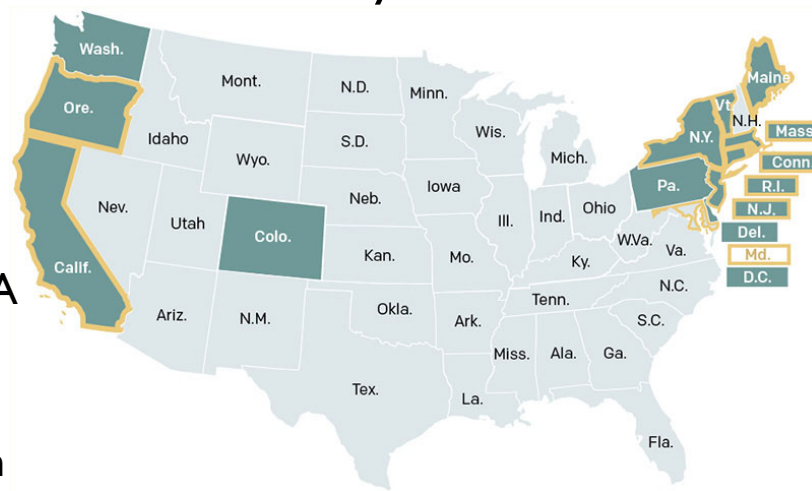 Wash.
Mont.
N.D.
Minn.
Maine
Ore.
Vt.
N.H.
Idaho
S.D.
Wis.
N.Y.
Mass
Wyo.
Mich.
Conn.
Iowa
Pa.
R.I.
Nev.
Neb.
Ill.
Ind.
Ohio
N.J.
Utah
Colo.
W.Va.
Va.
Del.
Calif.
Kan.
Mo.
Ky.
Md.
A
N.C.
D.C.
Ariz.
N.M.
Okla.
Ark.
Tenn.
S.C.
Miss.
Ala.
Ga.
Tex.
La.
Fla.